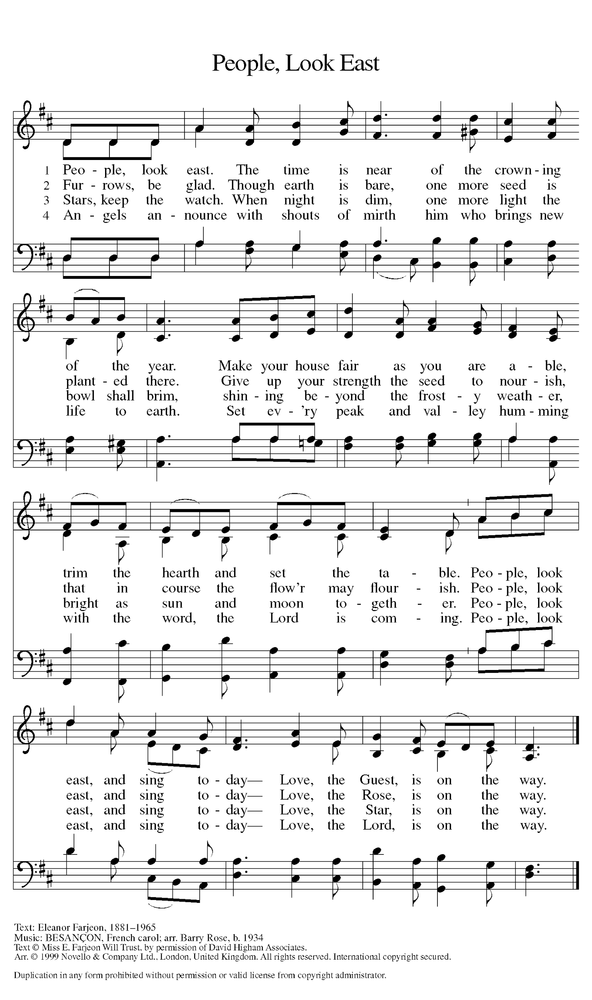 People, Look East
1 Peo - ple, look east. The time is near of the crown - ing
2 Fur - rows, be glad. Though earth is bare, one more seed is
3 Stars, keep the watch. When night is dim, one more light the
4 An - gels an - nounce with shouts of mirth him who brings new
of the year. Make your house fair as you are a - ble,
plant - ed there. Give up your strength the seed to nour - ish,
bowl shall brim, shin - ing be - yond the frost - y weath - er,
life to earth. Set ev - 'ry peak and val - ley hum - ming
trim the hearth and set the ta - ble. Peo - ple, look
that in course the flow'r may flour - ish. Peo - ple, look
bright as sun and moon to - geth - er. Peo - ple, look
with the word, the Lord is com - ing. Peo - ple, look
east, and sing to - day— Love, the Guest, is on the way.
east, and sing to - day— Love, the Rose, is on the way.
east, and sing to - day— Love, the Star, is on the way.
east, and sing to - day— Love, the Lord, is on the way.
Text: Eleanor Farjeon, 1881–1965
Music: BESANÇON, French carol; arr. Barry Rose, b. 1934
Text © Miss E. Farjeon Will Trust, by permission of David Higham Associates.
Arr. © 1999 Novello & Company Ltd., London, United Kingdom. All rights reserved. International copyright secured.
Duplication in any form prohibited without permission or valid license from copyright administrator.